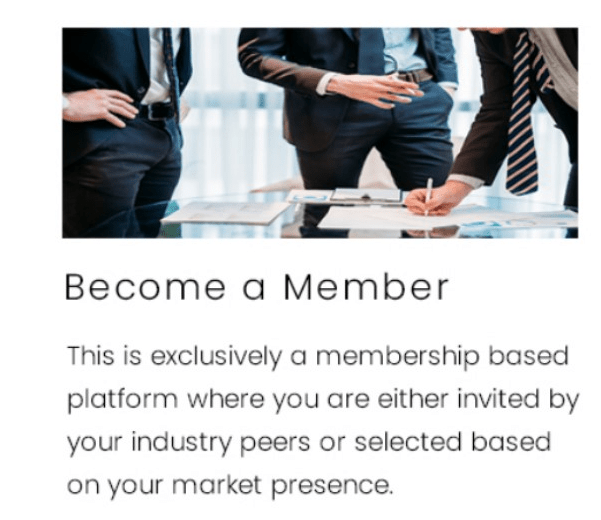 Become a Member
This is exclusively a membership based
platform where you are either invited by
your industry peers or selected based
on your market presence.